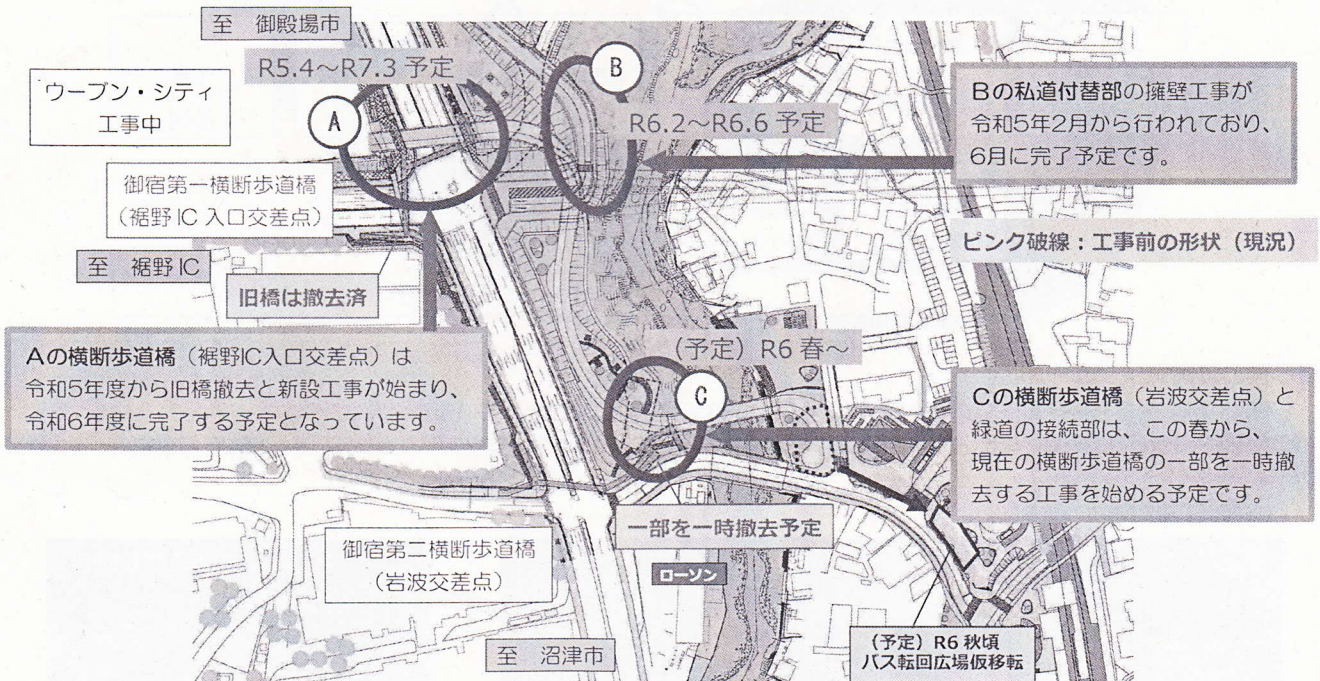 至 御殿場市
R5.4～R7.3 予定
A
B
ウーブン・シティ
工事中
R6.2～R6.6 予定
Bの私道付替部の擁壁工事が
令和5年2月から行われており、
6月に完了予定です。
御宿第一横断歩道橋
（裾野 IC 入口交差点）
至 裾野 IC
旧橋は撤去済
ピンク破線：工事前の形状（現況）
Aの横断歩道橋（裾野IC入口交差点）は
令和5年度から旧橋撤去と新設工事が始まり、
令和6年度に完了する予定となっています。
（予定）R6 春～
C
Cの横断歩道橋（岩波交差点）と
緑道の接続部は、この春から、
現在の横断歩道橋の一部を一時撤
去する工事を始める予定です。
一部を一時撤去予定
御宿第二横断歩道橋
（岩波交差点）
ローソン
至 沼津市
（予定）R6 秋頃
バス転回広場仮移転